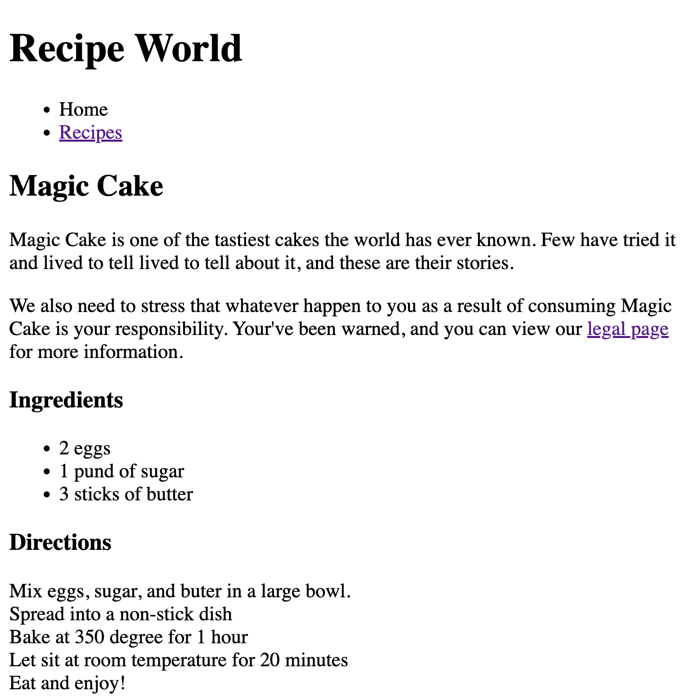 Recipe World
Home
Recipes
Magic Cake
Magic Cake is one of the tastiest cakes the world has ever known. Few have tried it
and lived to tell lived to tell about it, and these are their stories.
We also need to stress that whatever happen to you as a result of consuming Magic
Cake is your responsibility. Your've been warned, and you can view our legal page
for more information.
Ingredients
2 eggs
1 pund of sugar
3 sticks of butter
Directions
Mix eggs, sugar, and buter in a large bowl.
Spread into a non-stick dish
Bake at 350 degree for 1 hour
Let sit at room temperature for 20 minutes
Eat and enjoy!